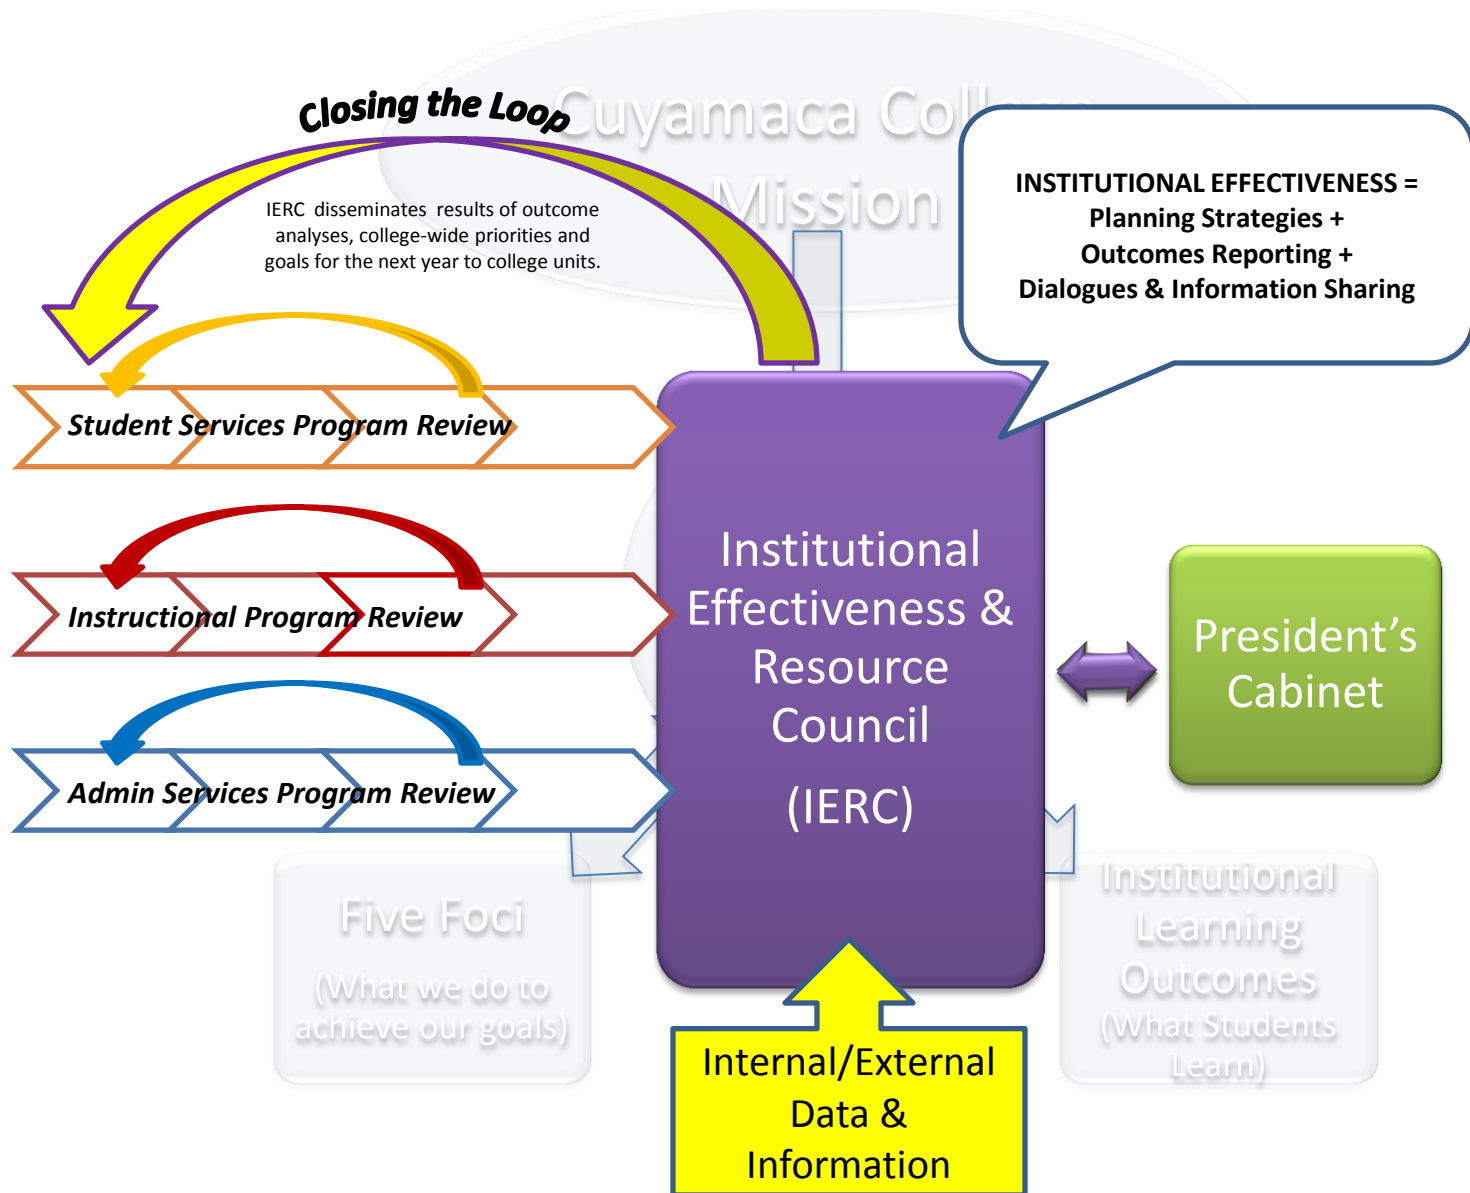 Cuyamaca Col
Mission
Closing the Loop
IERC disseminates results of outcome
analyses, college-wide priorities and
goals for the next year to college units.
INSTITUTIONAL EFFECTIVENESS =
Planning Strategies +
Outcomes Reporting +
Dialogues & Information Sharing
Student Services Program Review
Instructional Program Review
Admin Services Program Review
Institutional
Effectiveness &
Resource
Council
(IERC)
President's
Cabinet
Five Foci
(What we do to
achieve our goals)
Institutional
Learning
Outcomes
(What Students
Learn)
Internal/External
Data &
Information